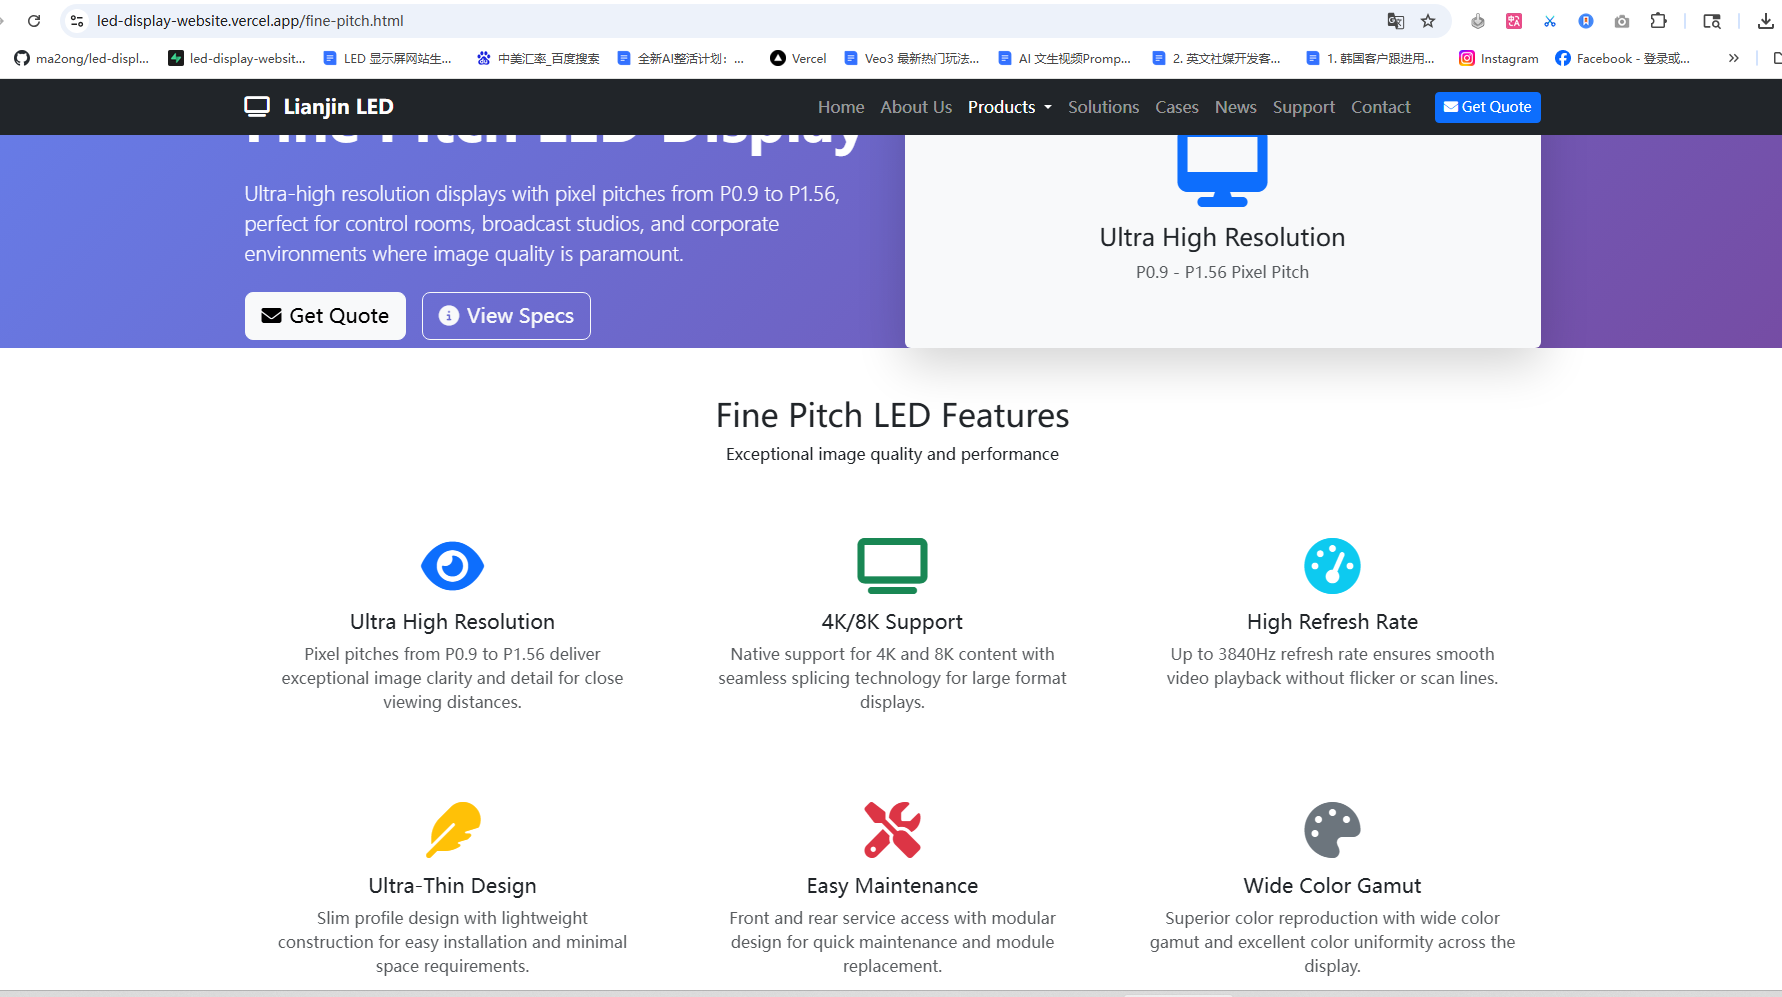 led-display-website.vercel.app/fine-pitch.html
ma2ong/led-displ...
led-display-websit...
LED 显示屏网站生...
中美汇率_百度搜索
全新AI整活计划：...
Vercel
Veo3 最新热门玩法...
AI 文生视频Promp...
2. 英文社媒开发客...
1. 韩国客户跟进用...
Instagram
Facebook - 登录或...
Lianjin LED
Home
About Us
Products
Solutions
Cases
News
Support
Contact
Get Quote
Fine Pitch LED Display
Ultra-high resolution displays with pixel pitches from P0.9 to P1.56,
perfect for control rooms, broadcast studios, and corporate
environments where image quality is paramount.
Get Quote
View Specs
Ultra High Resolution
P0.9 - P1.56 Pixel Pitch
Fine Pitch LED Features
Exceptional image quality and performance
Ultra High Resolution
Pixel pitches from P0.9 to P1.56 deliver
exceptional image clarity and detail for close
viewing distances.
4K/8K Support
Native support for 4K and 8K content with
seamless splicing technology for large format
displays.
High Refresh Rate
Up to 3840Hz refresh rate ensures smooth
video playback without flicker or scan lines.
Ultra-Thin Design
Slim profile design with lightweight
construction for easy installation and minimal
space requirements.
Easy Maintenance
Front and rear service access with modular
design for quick maintenance and module
replacement.
Wide Color Gamut
Superior color reproduction with wide color
gamut and excellent color uniformity across the
display.